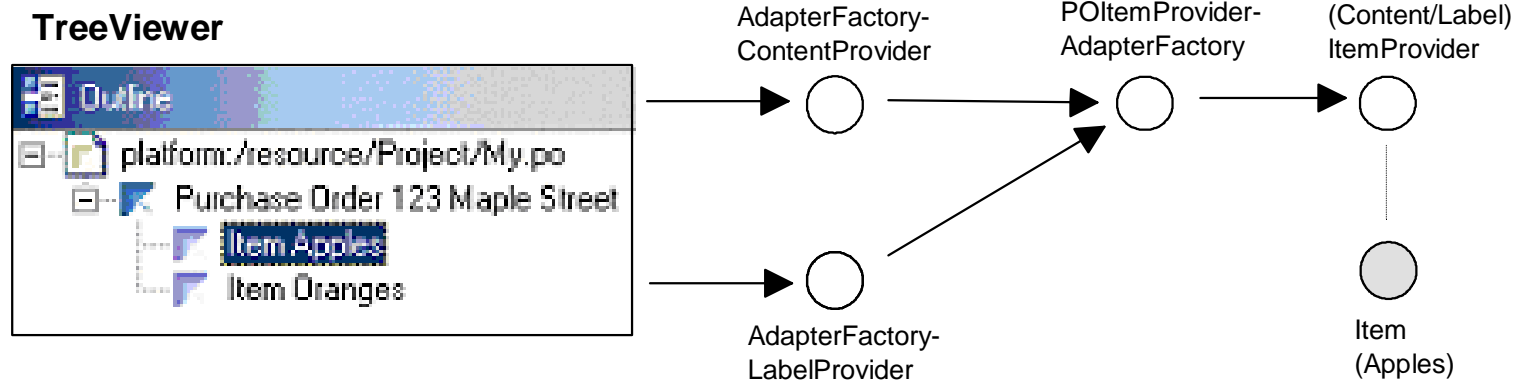 TreeViewer
Outline
platform:/resource/Project/My.po
Purchase Order 123 Maple Street
Item Apples
Item Oranges
AdapterFactory-
ContentProvider
POItemProvider-
AdapterFactory
(Content/Label)
ItemProvider
AdapterFactory-
LabelProvider
Item
(Apples)